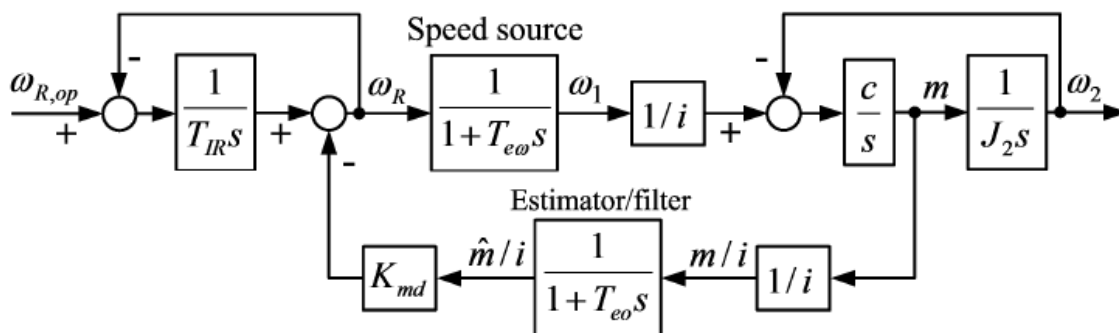 Speed source
ω_{R,op}
+
-
1
T_{IR}s
+
-
ω_R
1
1+T_{eω}s
ω_1
1/i
+
-
c
s
m
1
J_2s
ω_2
Estimator/filter
K_{md}
m̂/i
1
1+T_{eo}s
m/i
1/i